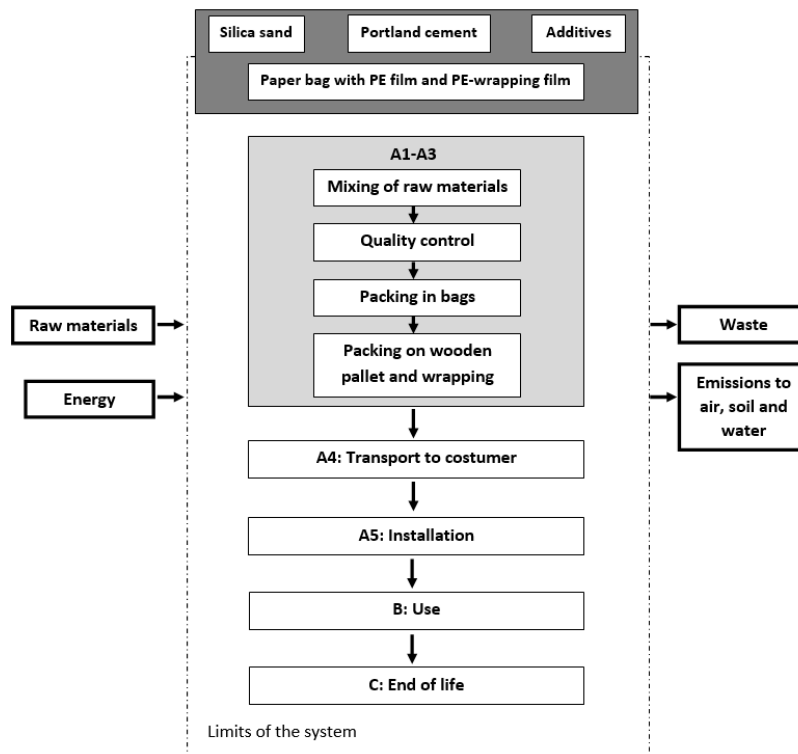 Silica sand
Portland cement
Additives
Paper bag with PE film and PE-wrapping film
A1-A3
Mixing of raw materials
Quality control
Packing in bags
Packing on wooden
pallet and wrapping
Raw materials
Energy
Waste
Emissions to
air, soil and
water
A4: Transport to costumer
A5: Installation
B: Use
C: End of life
Limits of the system